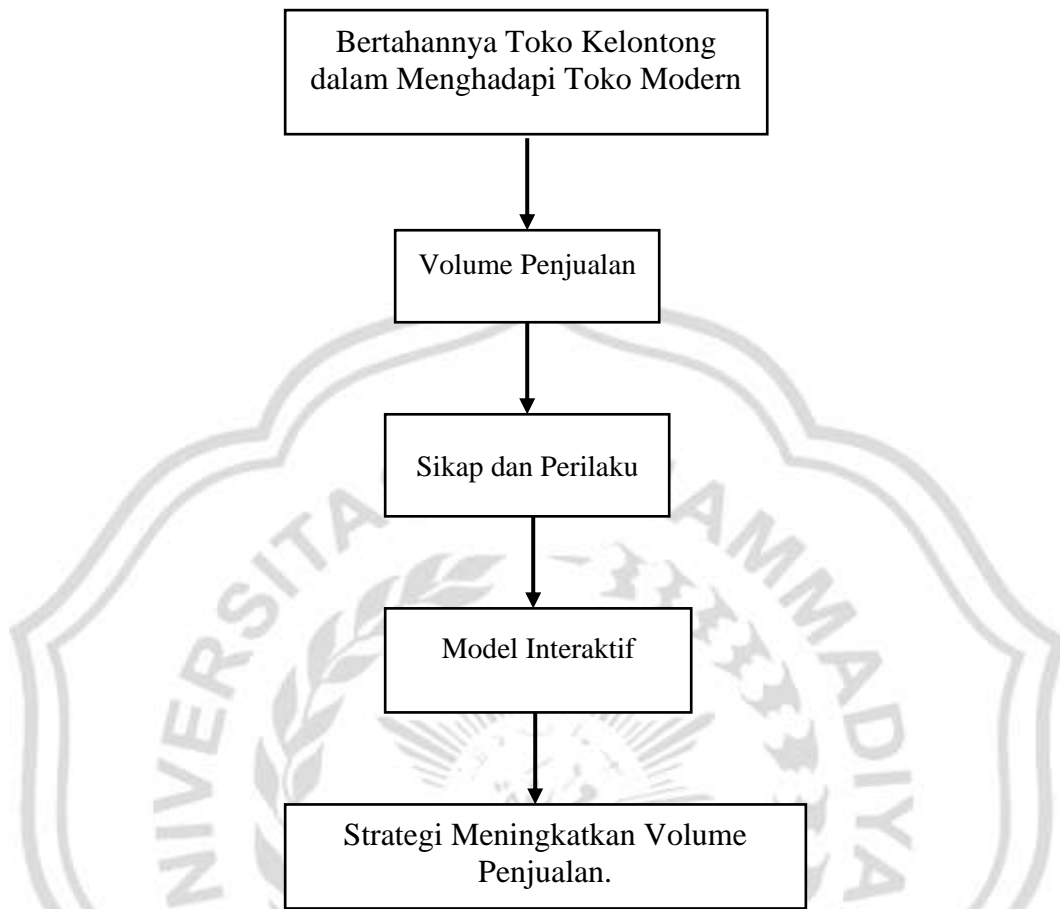 Bertahannya Toko Kelontong
dalam Menghadapi Toko Modern
Volume Penjualan
Sikap dan Perilaku
Model Interaktif
Strategi Meningkatkan Volume
Penjualan.